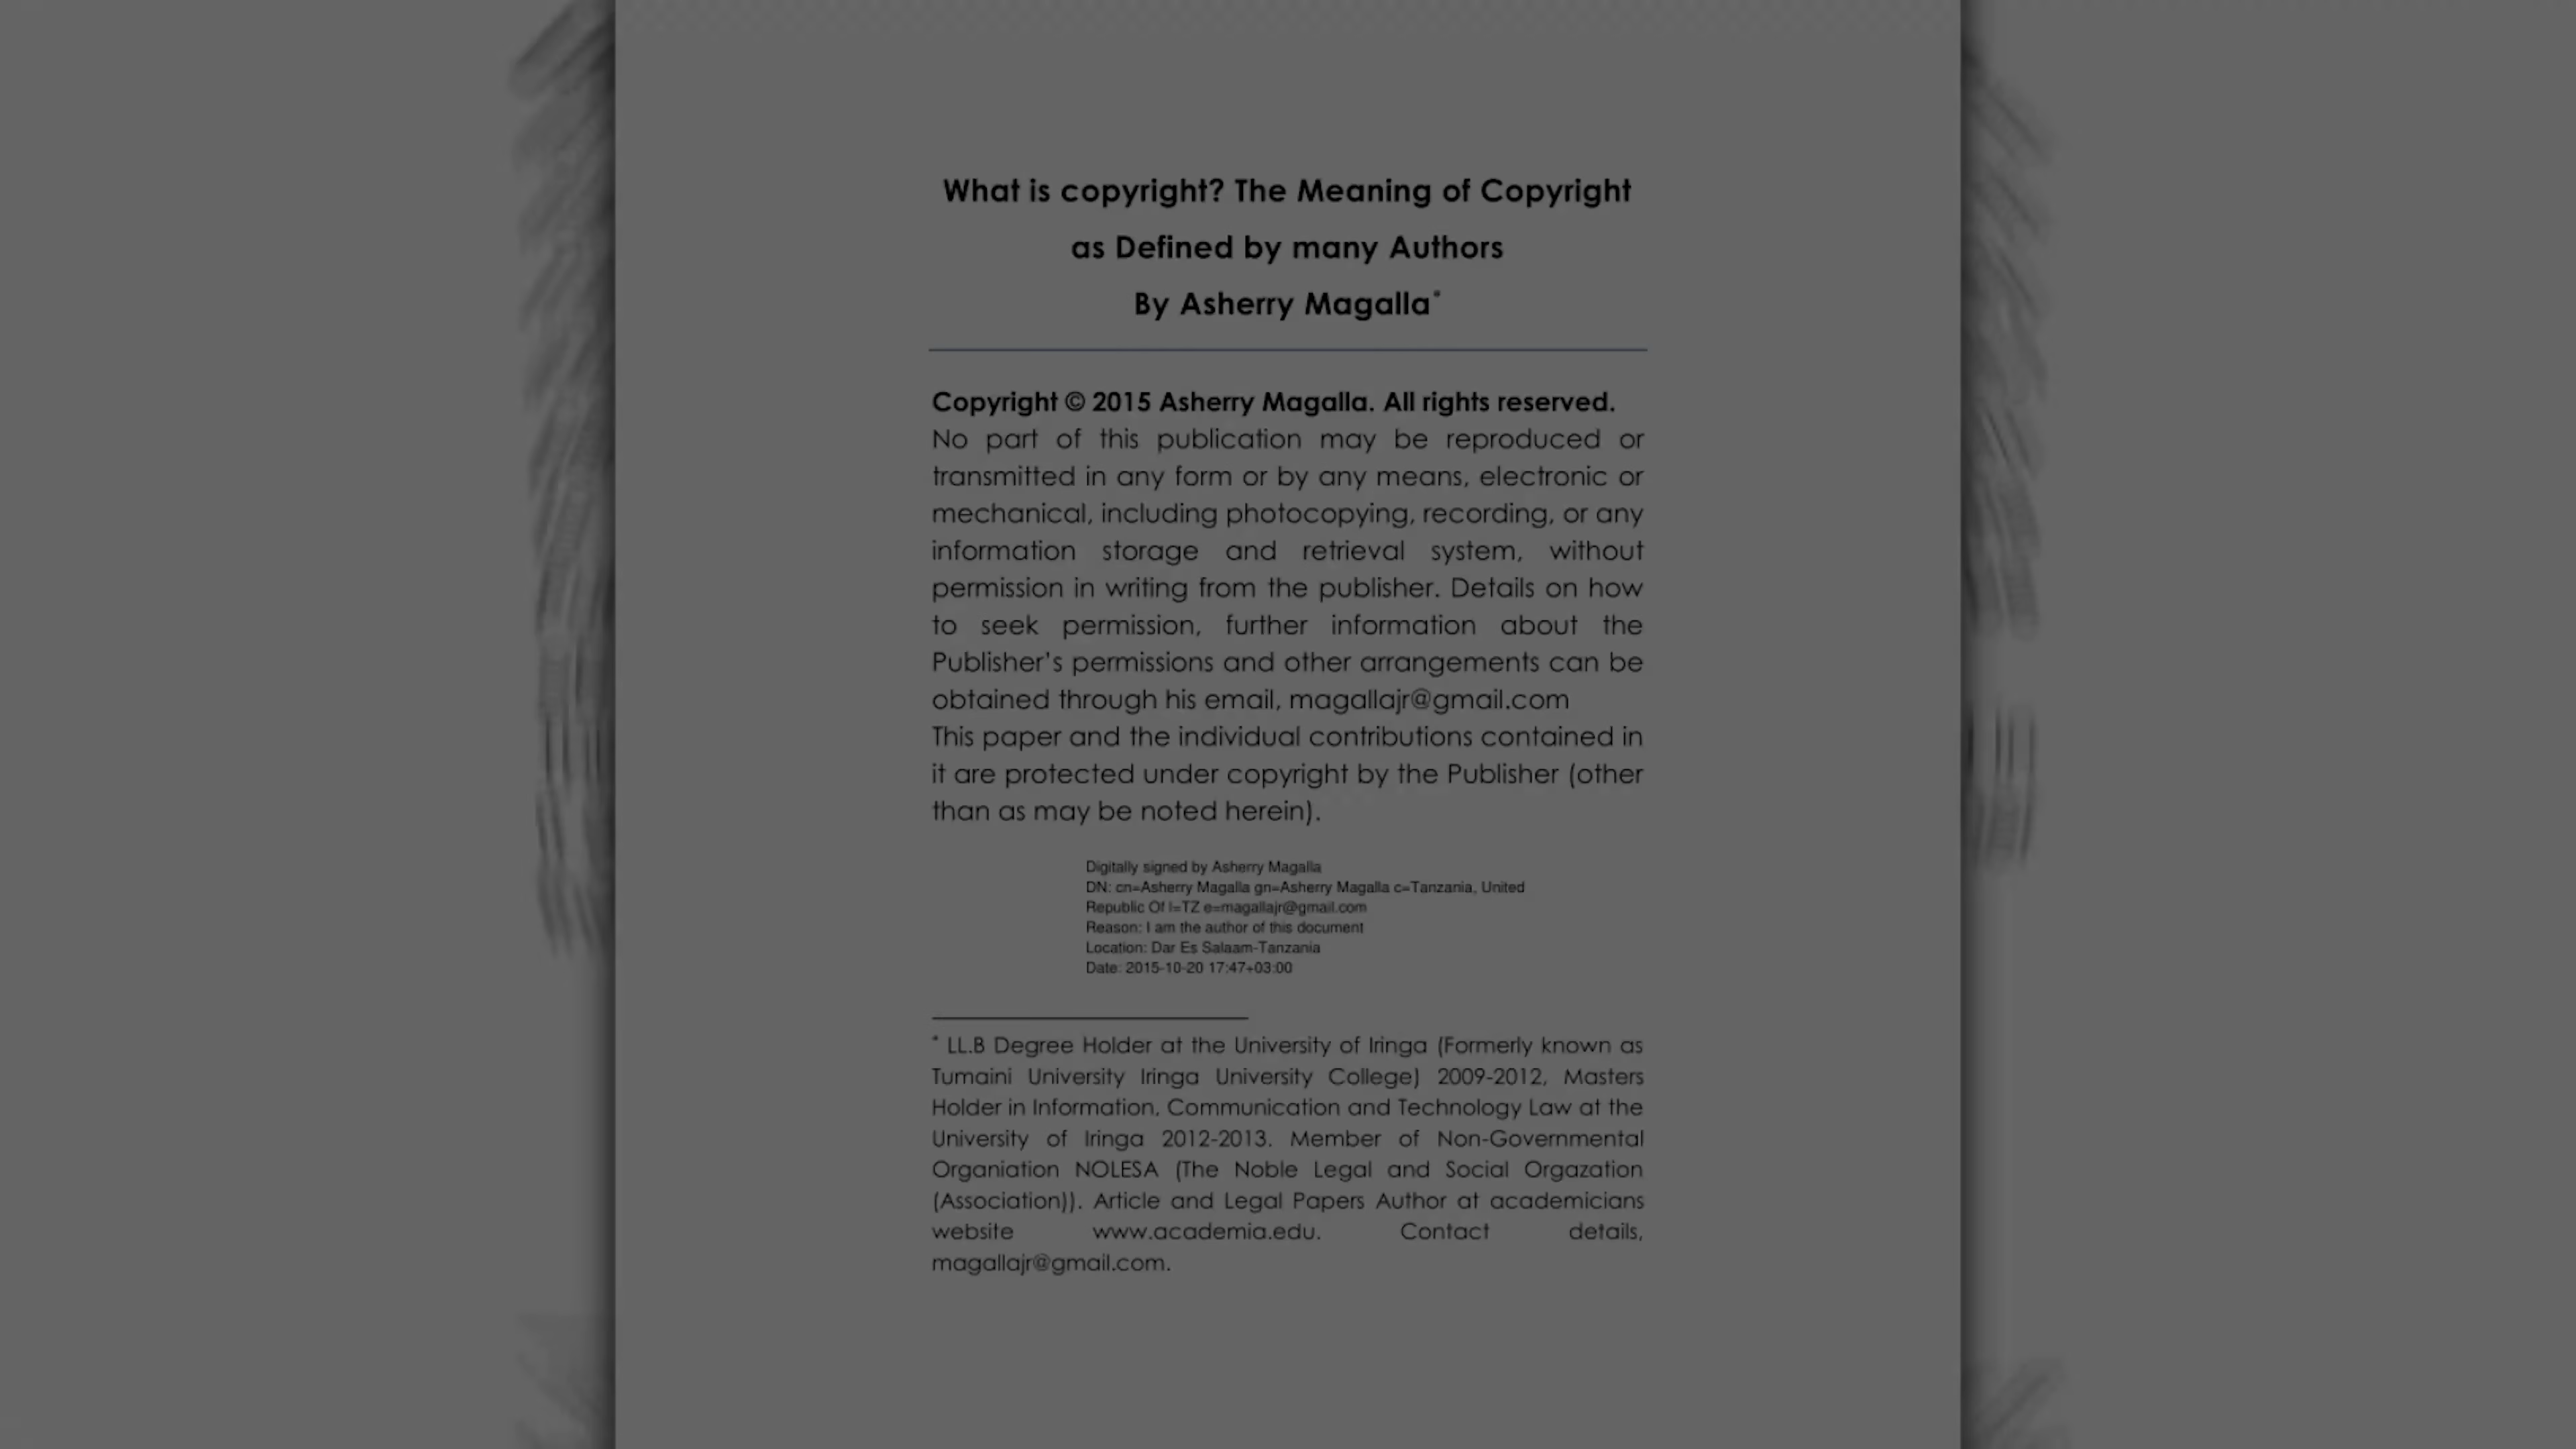 What is copyright? The Meaning of Copyright
as Defined by many Authors
By Asherry Magalla*
Copyright © 2015 Asherry Magalla. All rights reserved.
No part of this publication may be reproduced or
transmitted in any form or by any means, electronic or
mechanical, including photocopying, recording, or any
information storage and retrieval system, without
permission in writing from the publisher. Details on how
to seek permission, further information about the
Publisher's permissions and other arrangements can be
obtained through his email, magallajr@gmail.com
This paper and the individual contributions contained in
it are protected under copyright by the Publisher (other
than as may be noted herein).
Digitally signed by Asherry Magalla
DN: cn=Asherry Magalla gn=Asherry Magalla c=Tanzania, United
Republic Of l=TZ e=magallajr@gmail.com
Reason: I am the author of this document
Location: Dar Es Salaam-Tanzania
Date: 2015-10-20 17:47+03:00
* LL.B Degree Holder at the University of Iringa (Formerly known as
Tumaini University Iringa University College) 2009-2012, Masters
Holder in Information, Communication and Technology Law at the
University of Iringa 2012-2013. Member of Non-Governmental
Organiation NOLESA (The Noble Legal and Social Orgazation
(Association)). Article and Legal Papers Author at academicians
website www.academia.edu. Contact details,
magallajr@gmail.com.